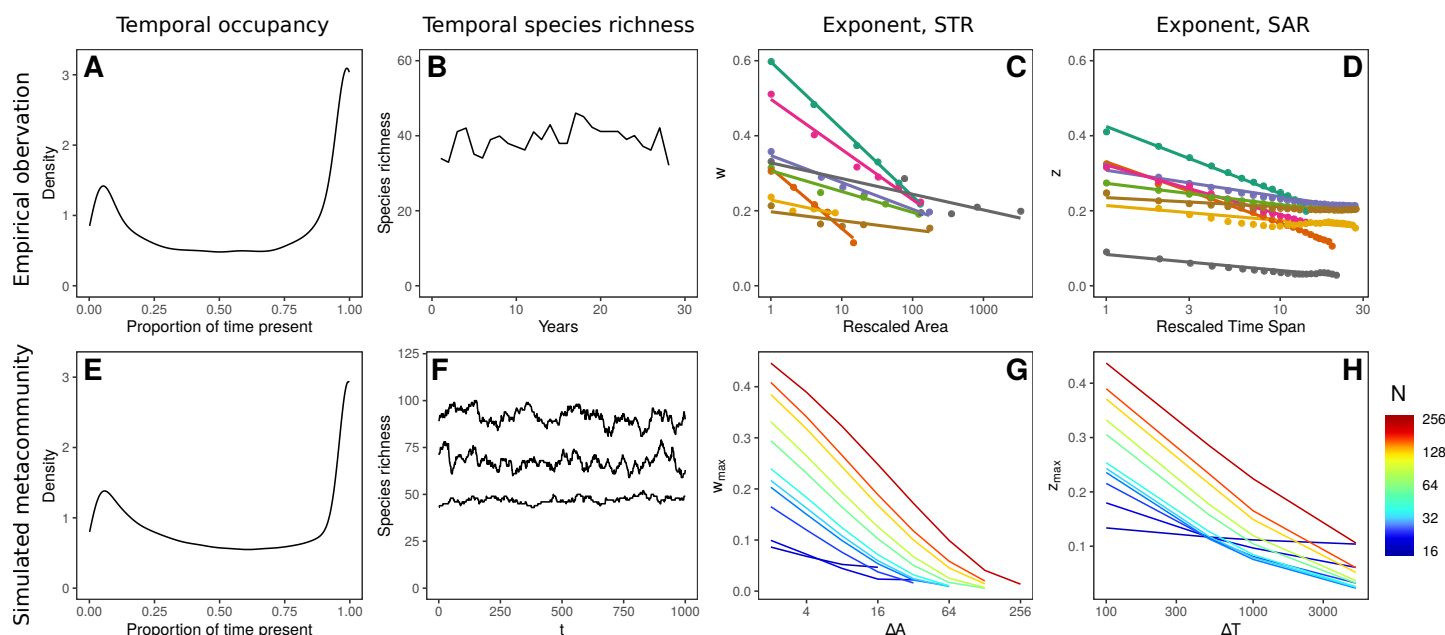 Temporal occupancy
Temporal species richness
Exponent, STR
Exponent, SAR
Empirical obervation
A
Density
3
2
1
0
0.00 0.25 0.50 0.75 1.00
Proportion of time present
B
Species richness
60
40
20
0
0 10 20 30
Years
C
w
0.6
0.4
0.2
0.0
1 10 100 1000
Rescaled Area
D
z
0.6
0.4
0.2
0.0
1 3 10 30
Rescaled Time Span
Simulated metacommunity
E
Density
3
2
1
0
0.00 0.25 0.50 0.75 1.00
Proportion of time present
F
Species richness
125
100
75
50
25
0
0 250 500 750 1000
t
G
wmax
0.4
0.3
0.2
0.1
0.0
4 16 64 256
ΔA
H
zmax
0.4
0.3
0.2
0.1
100 300 1000 3000
ΔT
N
256
128
64
32
16